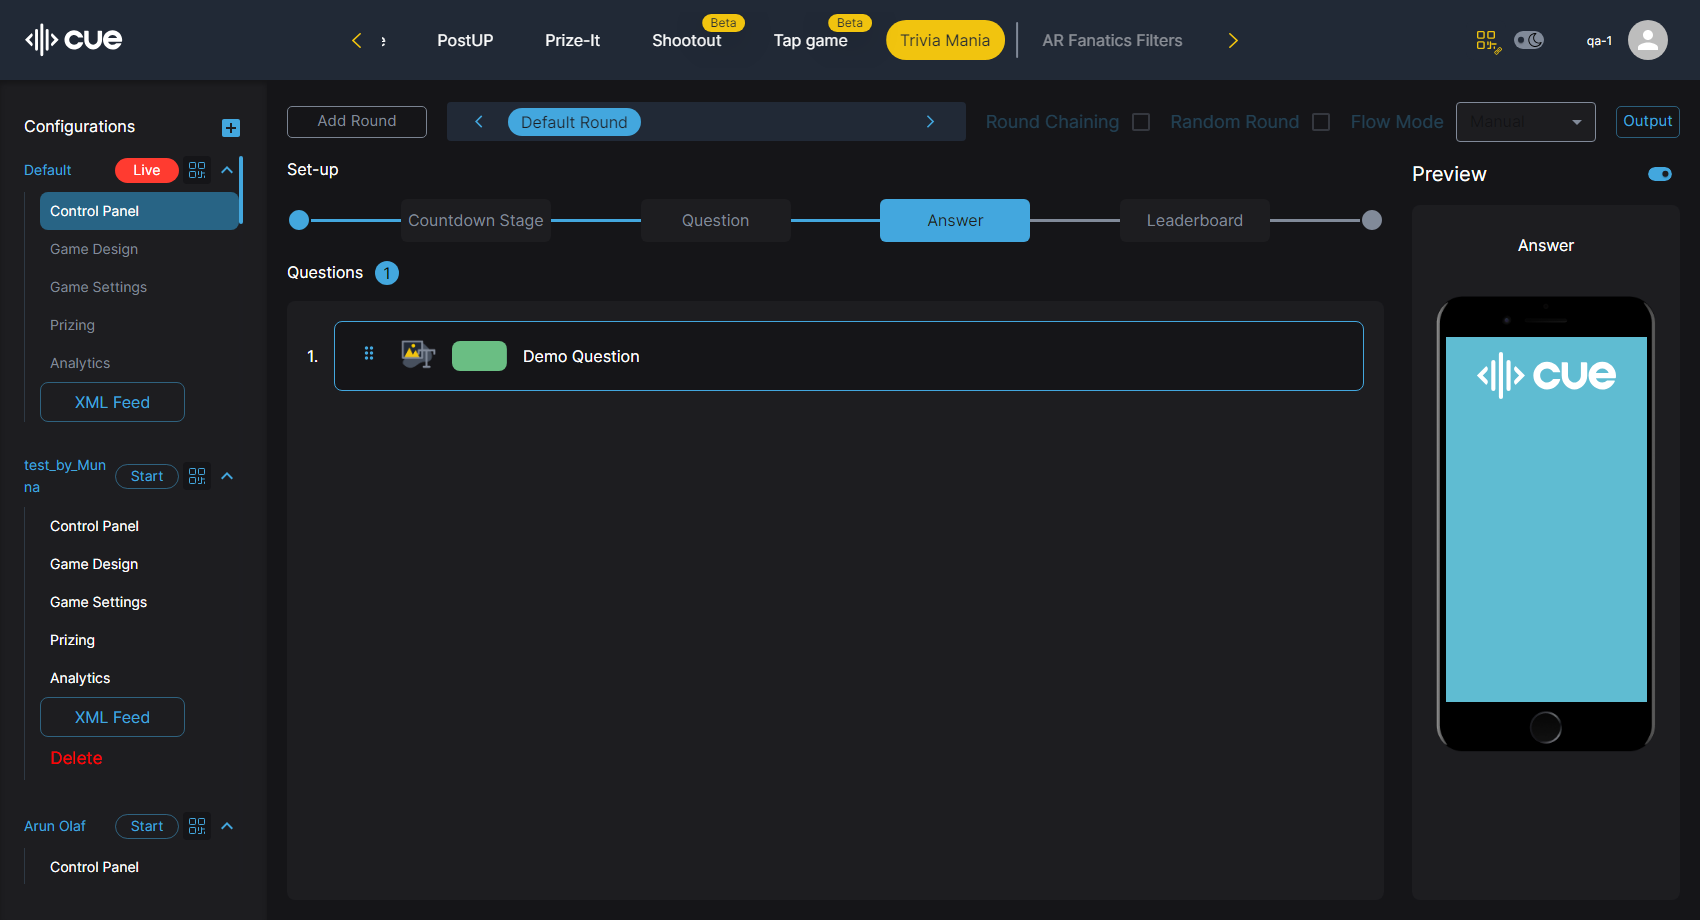 cue
e
PostUP
Prize-It
Beta
Shootout
Beta
Tap game
Trivia Mania
AR Fanatics Filters
qa-1
Configurations
Default
Live
Control Panel
Game Design
Game Settings
Prizing
Analytics
XML Feed
test_by_Mun
na
Start
Control Panel
Game Design
Game Settings
Prizing
Analytics
XML Feed
Delete
Arun Olaf
Start
Control Panel
Add Round
Default Round
Round Chaining
Random Round
Flow Mode
Manual
Output
Set-up
Countdown Stage
Question
Answer
Leaderboard
Questions 1
1.
Demo Question
Preview
Answer
cue